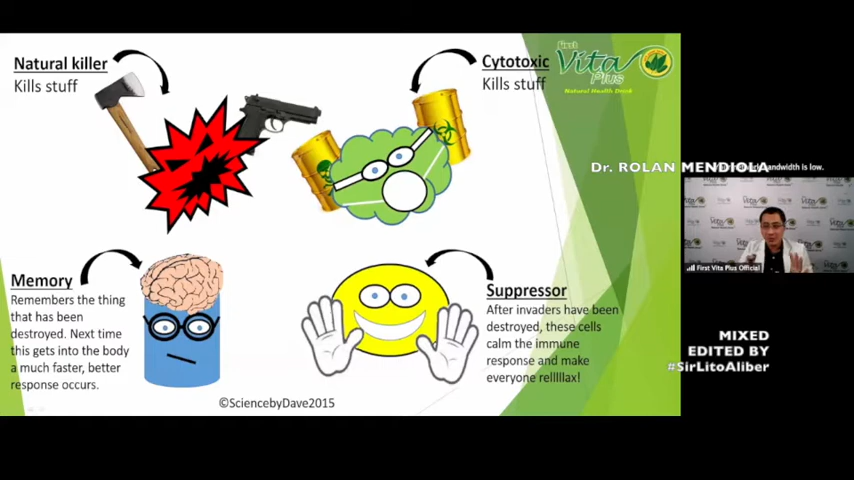 Natural killer
Kills stuff
Cytotoxic
Kills stuff
first
Vita
Plus
Natural Health Drink
Dr. ROLAN MENDIOLA
bandwidth is low.
First Vita Plus Official
Memory
Remembers the thing
that has been
destroyed. Next time
this gets into the body
a much faster, better
response occurs.
Suppressor
After invaders have been
destroyed, these cells
calm the immune
response and make
everyone relllllax!
©SciencebyDave2015
MIXED
EDITED BY
#SirLitoAliber